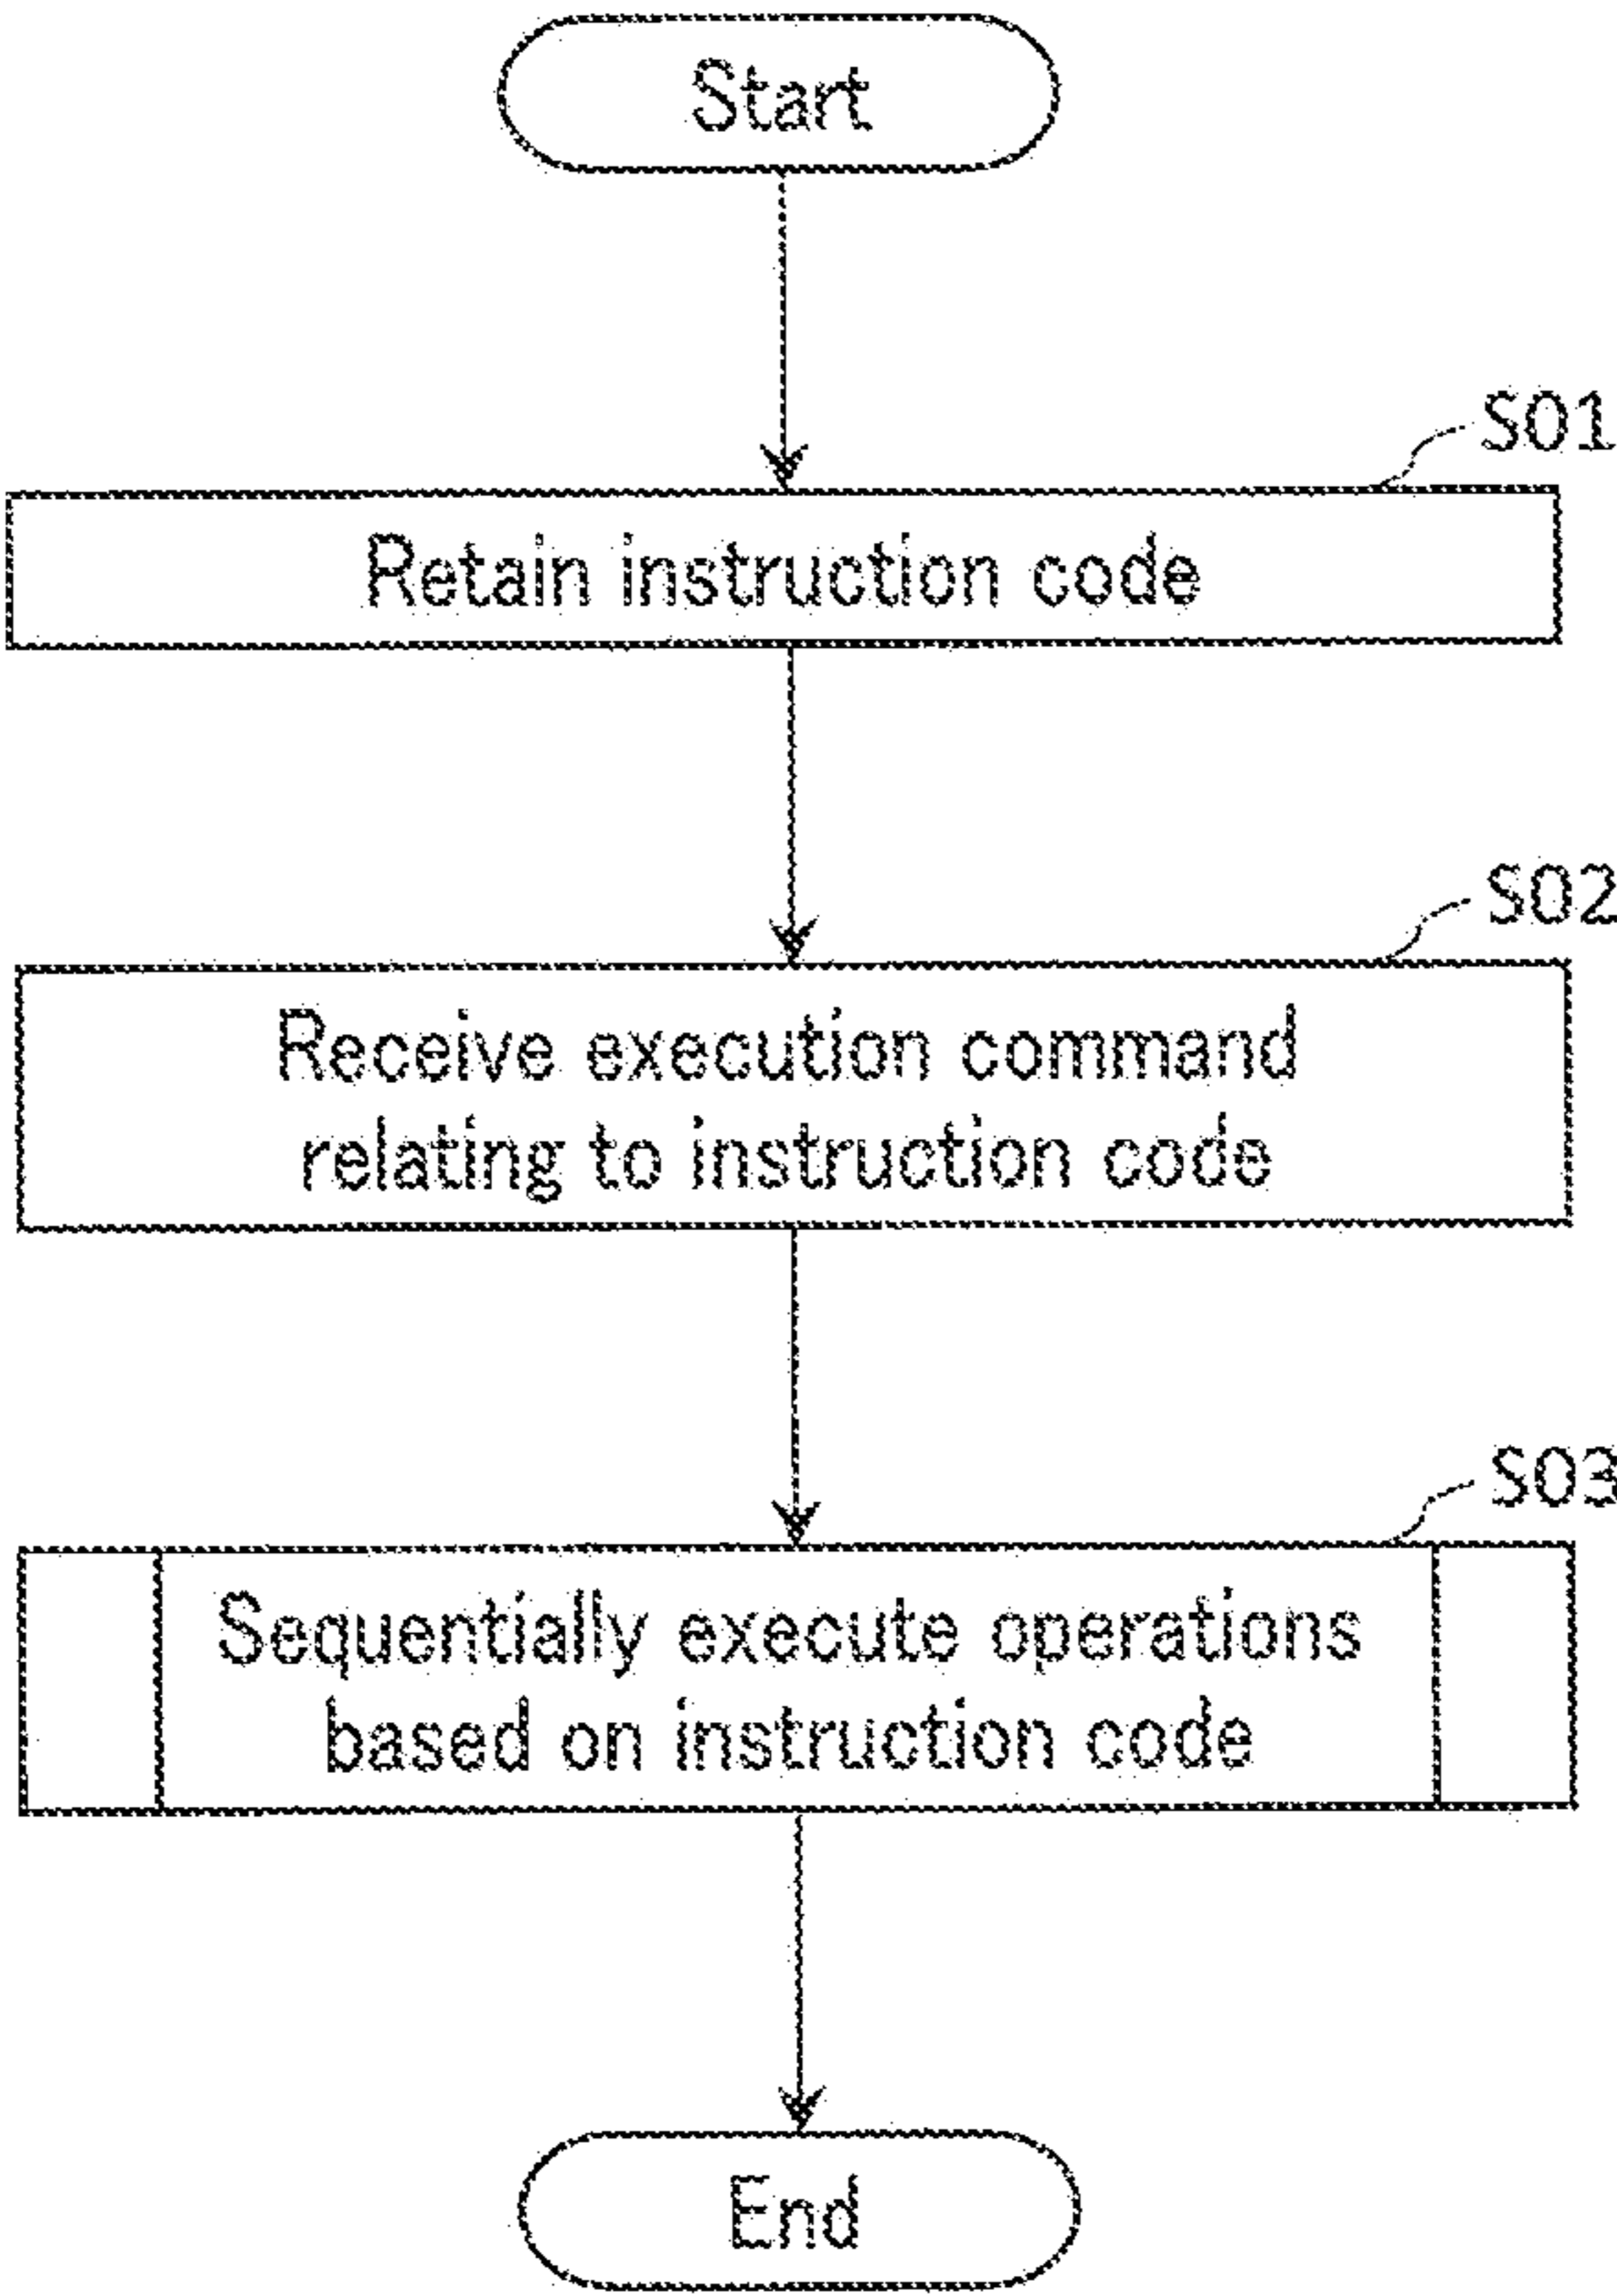 Start
S01
Retain instruction code
S02
Receive execution command
relating to instruction code
S03
Sequentially execute operations
based on instruction code
End